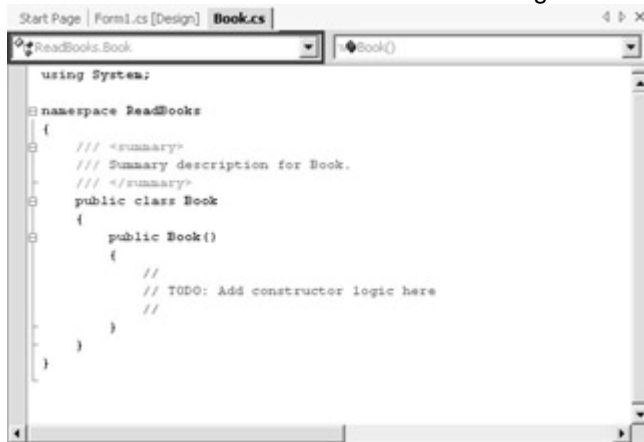 Start Page Form1.cs [Design] Book.cs
ReadBooks.Book Book()
using System;
namespace ReadBooks
{
/// <summary>
/// Summary description for Book.
/// </summary>
public class Book
{
public Book()
{
//
// TODO: Add constructor logic here
//
}
}
}